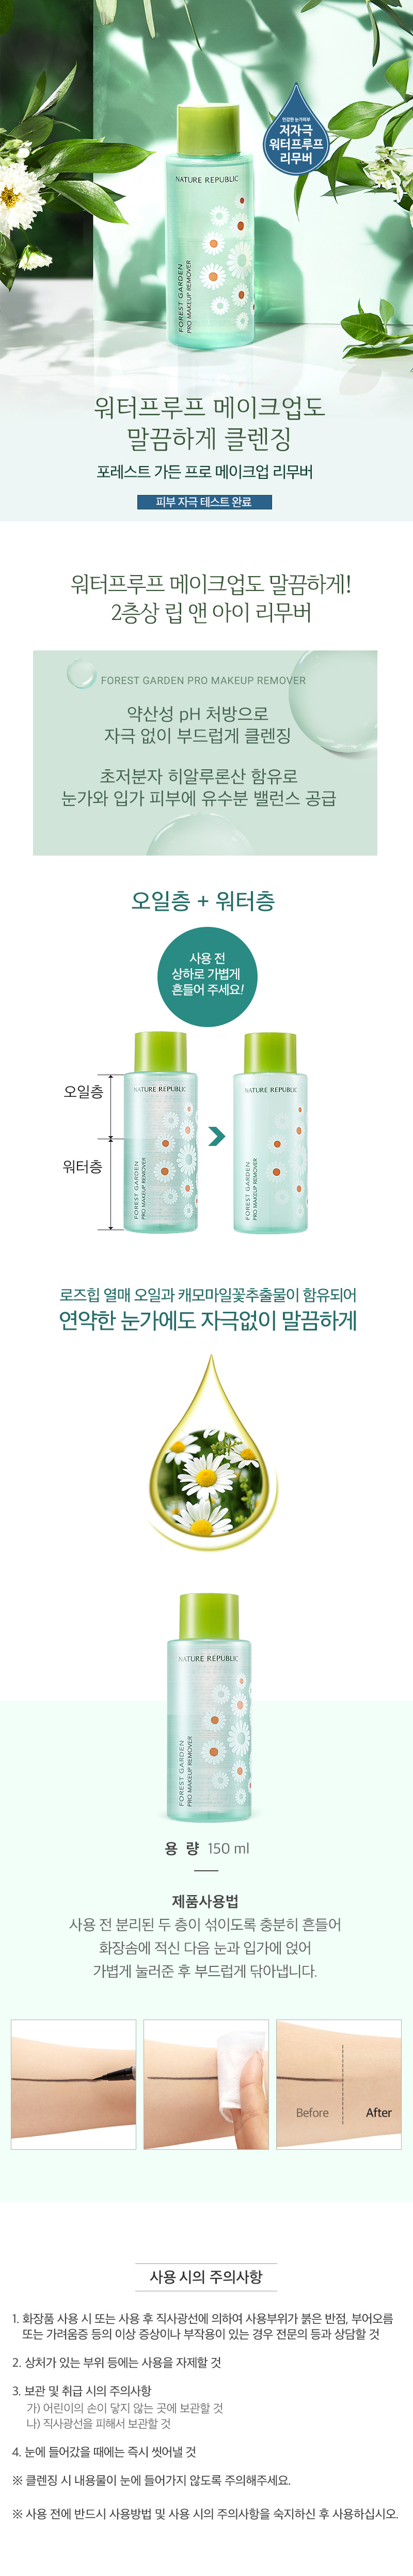 민감한 눈가피부
저자극
워터프루프
리무버
NATURE REPUBLIC
FOREST GARDEN
PRO MAKEUP REMOVER
워터프루프 메이크업도
말끔하게 클렌징
포레스트 가든 프로 메이크업 리무버
피부 자극 테스트 완료
워터프루프 메이크업도 말끔하게!
2층상 립 앤 아이 리무버
FOREST GARDEN PRO MAKEUP REMOVER
약산성 pH 처방으로
자극 없이 부드럽게 클렌징
초저분자 히알루론산 함유로
눈가와 입가 피부에 유수분 밸런스 공급
오일층 + 워터층
사용 전
상하로 가볍게
흔들어 주세요!
오일층
워터층
NATURE REPUBLIC
FOREST GARDEN
PRO MAKEUP REMOVER
NATURE REPUBLIC
FOREST GARDEN
PRO MAKEUP REMOVER
로즈힙 열매 오일과 캐모마일꽃추출물이 함유되어
연약한 눈가에도 자극없이 말끔하게
NATURE REPUBLIC
FOREST GARDEN
PRO MAKEUP REMOVER
용 량 150 ml
제품사용법
사용 전 분리된 두 층이 섞이도록 충분히 흔들어
화장솜에 적신 다음 눈과 입가에 얹어
가볍게 눌러준 후 부드럽게 닦아냅니다.
Before
After
사용 시의 주의사항
1. 화장품 사용 시 또는 사용 후 직사광선에 의하여 사용부위가 붉은 반점, 부어오름
또는 가려움증 등의 이상 증상이나 부작용이 있는 경우 전문의 등과 상담할 것
2. 상처가 있는 부위 등에는 사용을 자제할 것
3. 보관 및 취급 시의 주의사항
가) 어린이의 손이 닿지 않는 곳에 보관할 것
나) 직사광선을 피해서 보관할 것
4. 눈에 들어갔을 때에는 즉시 씻어낼 것
※ 클렌징 시 내용물이 눈에 들어가지 않도록 주의해주세요.
※ 사용 전에 반드시 사용방법 및 사용 시의 주의사항을 숙지하신 후 사용하십시오.